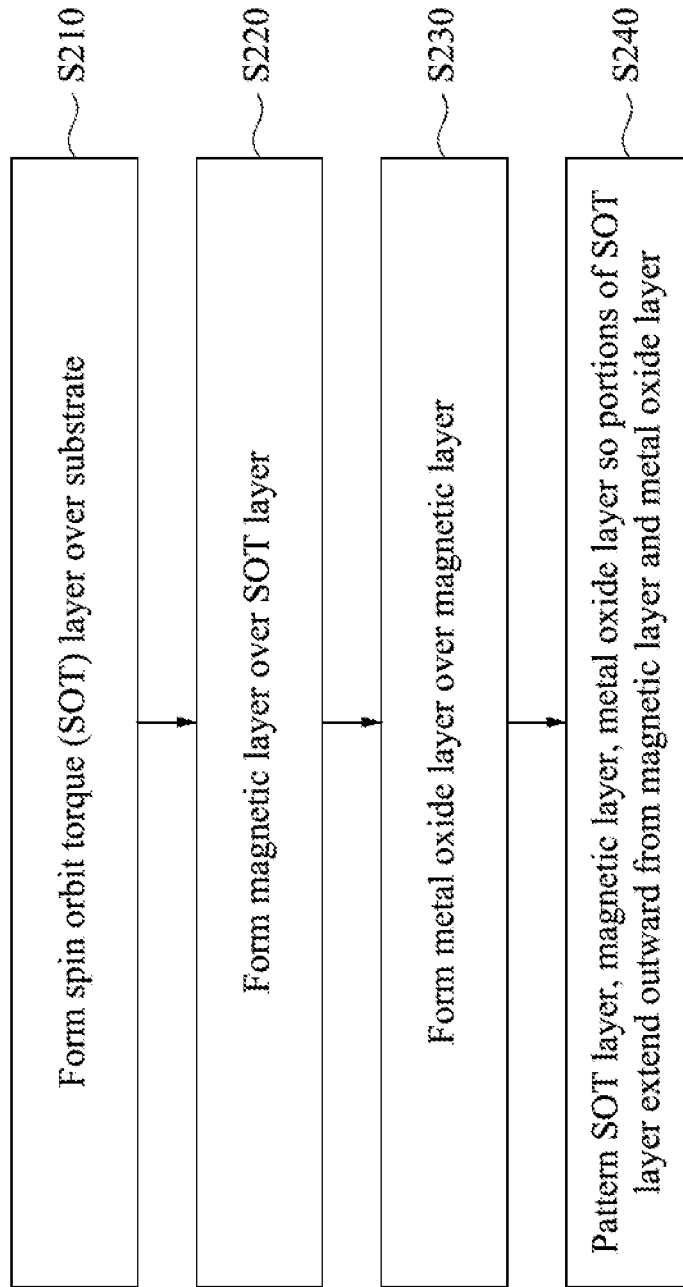 Form spin orbit torque (SOT) layer over substrate
S210
Form magnetic layer over SOT layer
S220
Form metal oxide layer over magnetic layer
S230
Pattern SOT layer, magnetic layer, metal oxide layer so portions of SOT
layer extend outward from magnetic layer and metal oxide layer
S240